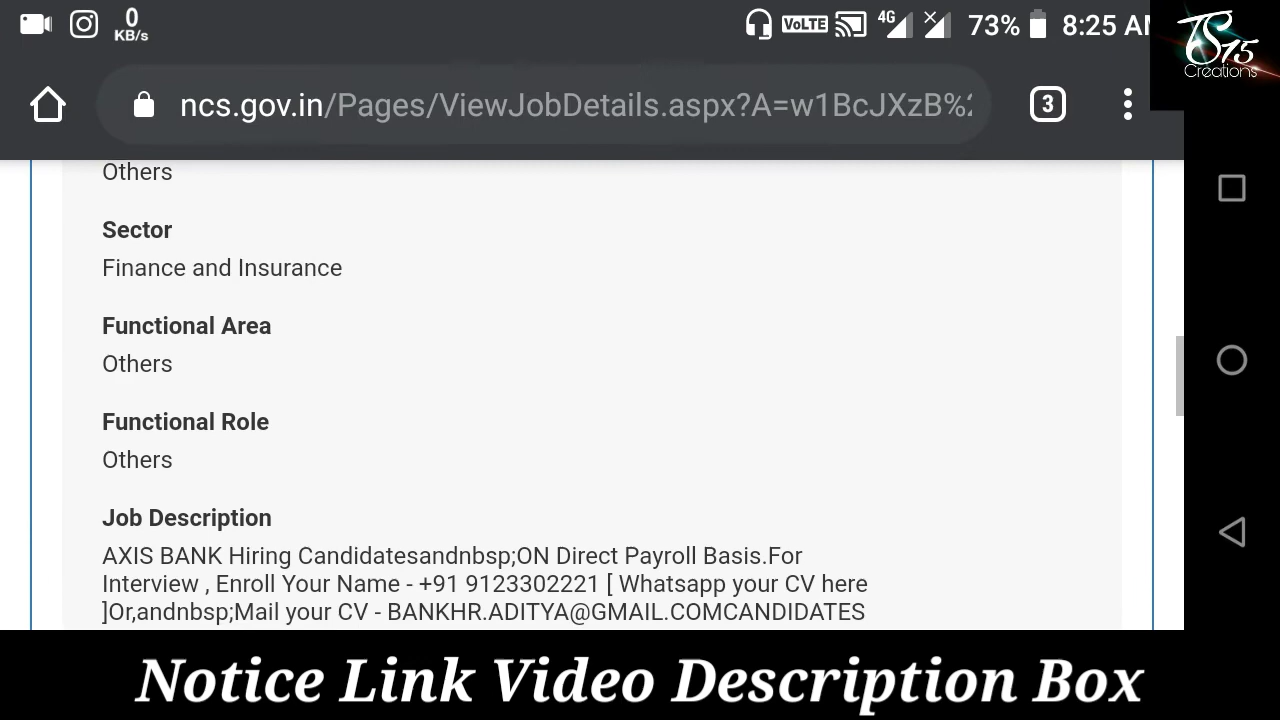 0
KB/s
VoLTE
4G
73%
8:25 A
TS15
Creations
ncs.gov.in/Pages/ViewJobDetails.aspx?A=w1BcJXzB%
3
Others
Sector
Finance and Insurance
Functional Area
Others
Functional Role
Others
Job Description
AXIS BANK Hiring Candidatesandnbsp;ON Direct Payroll Basis.For
Interview , Enroll Your Name - +91 9123302221 [ Whatsapp your CV here
]Or,andnbsp;Mail your CV - BANKHR.ADITYA@GMAIL.COMCANDIDATES
Notice Link Video Description Box